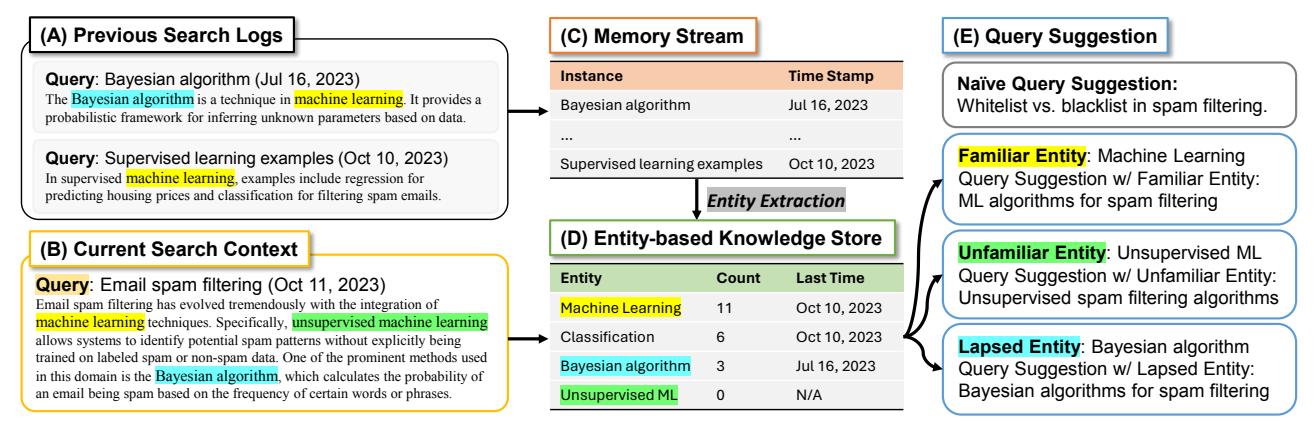 (A) Previous Search Logs
Query: Bayesian algorithm (Jul 16, 2023)
The Bayesian algorithm is a technique in machine learning. It provides a
probabilistic framework for inferring unknown parameters based on data.
Query: Supervised learning examples (Oct 10, 2023)
In supervised machine learning, examples include regression for
predicting housing prices and classification for filtering spam emails.
(B) Current Search Context
Query: Email spam filtering (Oct 11, 2023)
Email spam filtering has evolved tremendously with the integration of
machine learning techniques. Specifically, unsupervised machine learning
allows systems to identify potential spam patterns without explicitly being
trained on labeled spam or non-spam data. One of the prominent methods used
in this domain is the Bayesian algorithm, which calculates the probability of
an email being spam based on the frequency of certain words or phrases.
(C) Memory Stream
Instance Time Stamp
Bayesian algorithm Jul 16, 2023
... ...
Supervised learning examples Oct 10, 2023
Entity Extraction
(D) Entity-based Knowledge Store
Entity Count Last Time
Machine Learning 11 Oct 10, 2023
Classification 6 Oct 10, 2023
Bayesian algorithm 3 Jul 16, 2023
Unsupervised ML 0 N/A
(E) Query Suggestion
Naïve Query Suggestion:
Whitelist vs. blacklist in spam filtering.
Familiar Entity: Machine Learning
Query Suggestion w/ Familiar Entity:
ML algorithms for spam filtering
Unfamiliar Entity: Unsupervised ML
Query Suggestion w/ Unfamiliar Entity:
Unsupervised spam filtering algorithms
Lapsed Entity: Bayesian algorithm
Query Suggestion w/ Lapsed Entity:
Bayesian algorithms for spam filtering